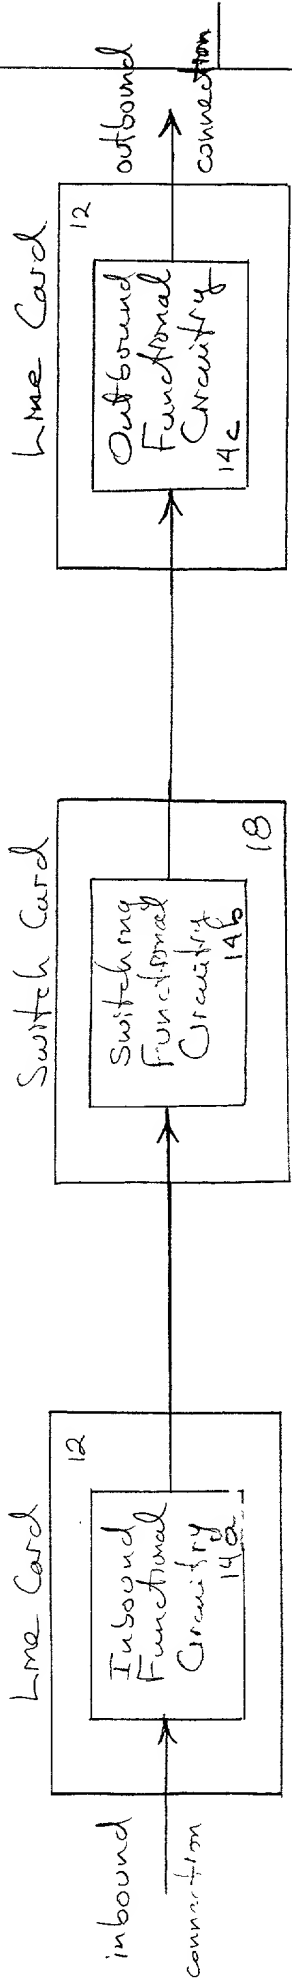 inbound
connection
Line Card
12
Inbound
Functional
Circuitry
14a
Switch Card
Switching
Functional
Circuitry
14b
18
Line Card
12
Outbound
Functional
Circuitry
14c
outbound
connection